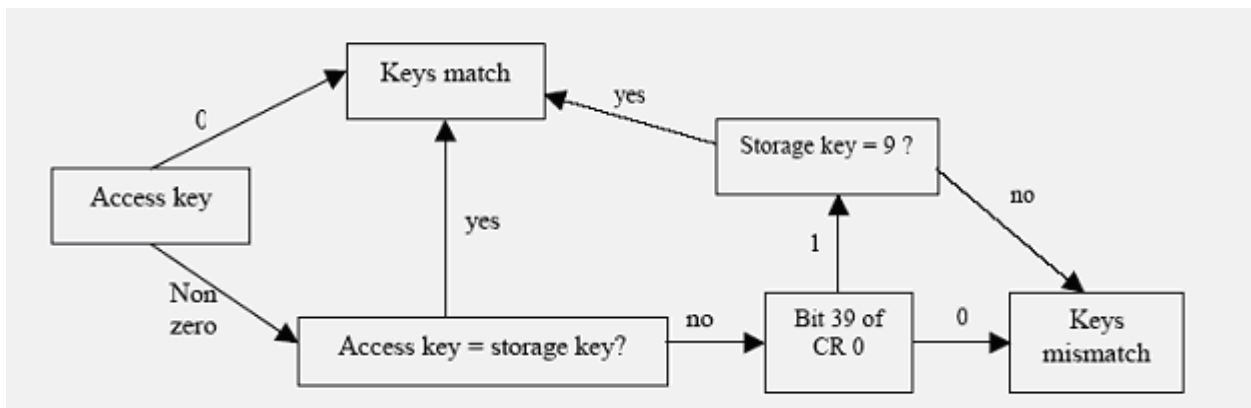 Keys match
yes
0
Storage key = 9 ?
Access key
no
yes
1
Non
zero
Access key = storage key?
no
Bit 39 of
CR 0
0
Keys
mismatch